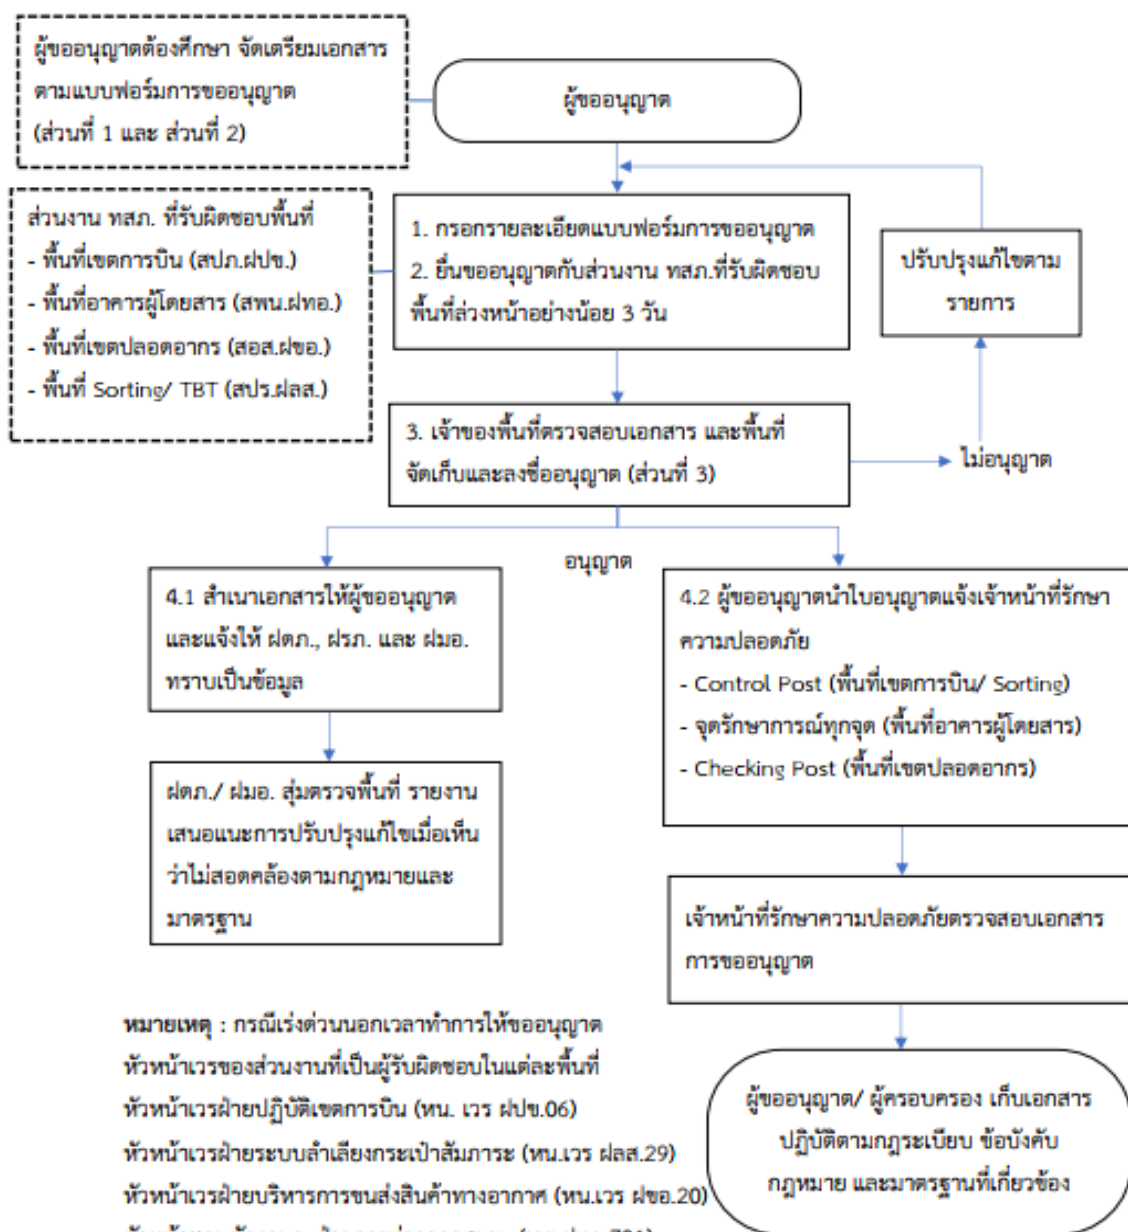 ผู้ขออนุญาตต้องศึกษา จัดเตรียมเอกสาร
ตามแบบฟอร์มการขออนุญาต
(ส่วนที่ 1 และ ส่วนที่ 2)
ผู้ขออนุญาต
ส่วนงาน ทสภ. ที่รับผิดชอบพื้นที่
- พื้นที่เขตการบิน (สปภ.ฝปข.)
- พื้นที่อาคารผู้โดยสาร (สพน.ฝทอ.)
- พื้นที่เขตปลอดอากร (สอส.ฝขอ.)
- พื้นที่ Sorting/ TBT (สปร.ฝลส.)
1. กรอกรายละเอียดแบบฟอร์มการขออนุญาต
2. ยื่นขออนุญาตกับส่วนงาน ทสภ.ที่รับผิดชอบ
พื้นที่ล่วงหน้าอย่างน้อย 3 วัน
ปรับปรุงแก้ไขตาม
รายการ
3. เจ้าของพื้นที่ตรวจสอบเอกสาร และพื้นที่
จัดเก็บและลงชื่ออนุญาต (ส่วนที่ 3)
ไม่อนุญาต
อนุญาต
4.1 สำเนาเอกสารให้ผู้ขออนุญาต
และแจ้งให้ ฝดภ., ฝรภ. และ ฝมอ.
ทราบเป็นข้อมูล
4.2 ผู้ขออนุญาตนำใบอนุญาตแจ้งเจ้าหน้าที่รักษา
ความปลอดภัย
- Control Post (พื้นที่เขตการบิน/ Sorting)
- จุดรักษาการณ์ทุกจุด (พื้นที่อาคารผู้โดยสาร)
- Checking Post (พื้นที่เขตปลอดอากร)
ฝดภ./ ฝมอ. สุ่มตรวจพื้นที่ รายงาน
เสนอแนะการปรับปรุงแก้ไขเมื่อเห็น
ว่าไม่สอดคล้องตามกฎหมายและ
มาตรฐาน
เจ้าหน้าที่รักษาความปลอดภัยตรวจสอบเอกสาร
การขออนุญาต
หมายเหตุ : กรณีเร่งด่วนนอกเวลาทำการให้ขออนุญาต
หัวหน้าเวรของส่วนงานที่เป็นผู้รับผิดชอบในแต่ละพื้นที่
หัวหน้าเวรฝ่ายปฏิบัติเขตการบิน (หน. เวร ฝปข.06)
หัวหน้าเวรฝ่ายระบบลำเลียงกระเป๋าสัมภาระ (หน.เวร ฝลส.29)
หัวหน้าเวรฝ่ายบริหารการขนส่งสินค้าทางอากาศ (หน.เวร ฝขอ.20)
ผู้ขออนุญาต/ ผู้ครอบครอง เก็บเอกสาร
ปฏิบัติตามกฎระเบียบ ข้อบังคับ
กฎหมาย และมาตรฐานที่เกี่ยวข้อง